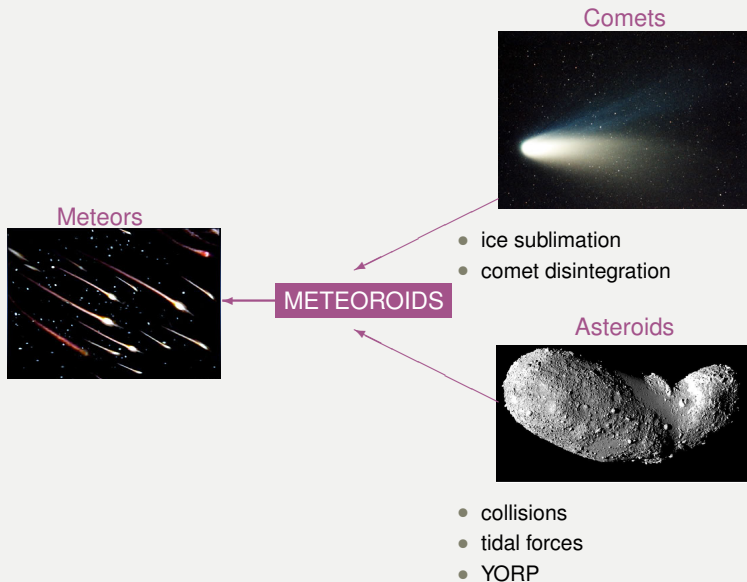 Comets
Meteors
ice sublimation
comet disintegration
METEOROIDS
Asteroids
collisions
tidal forces
YORP